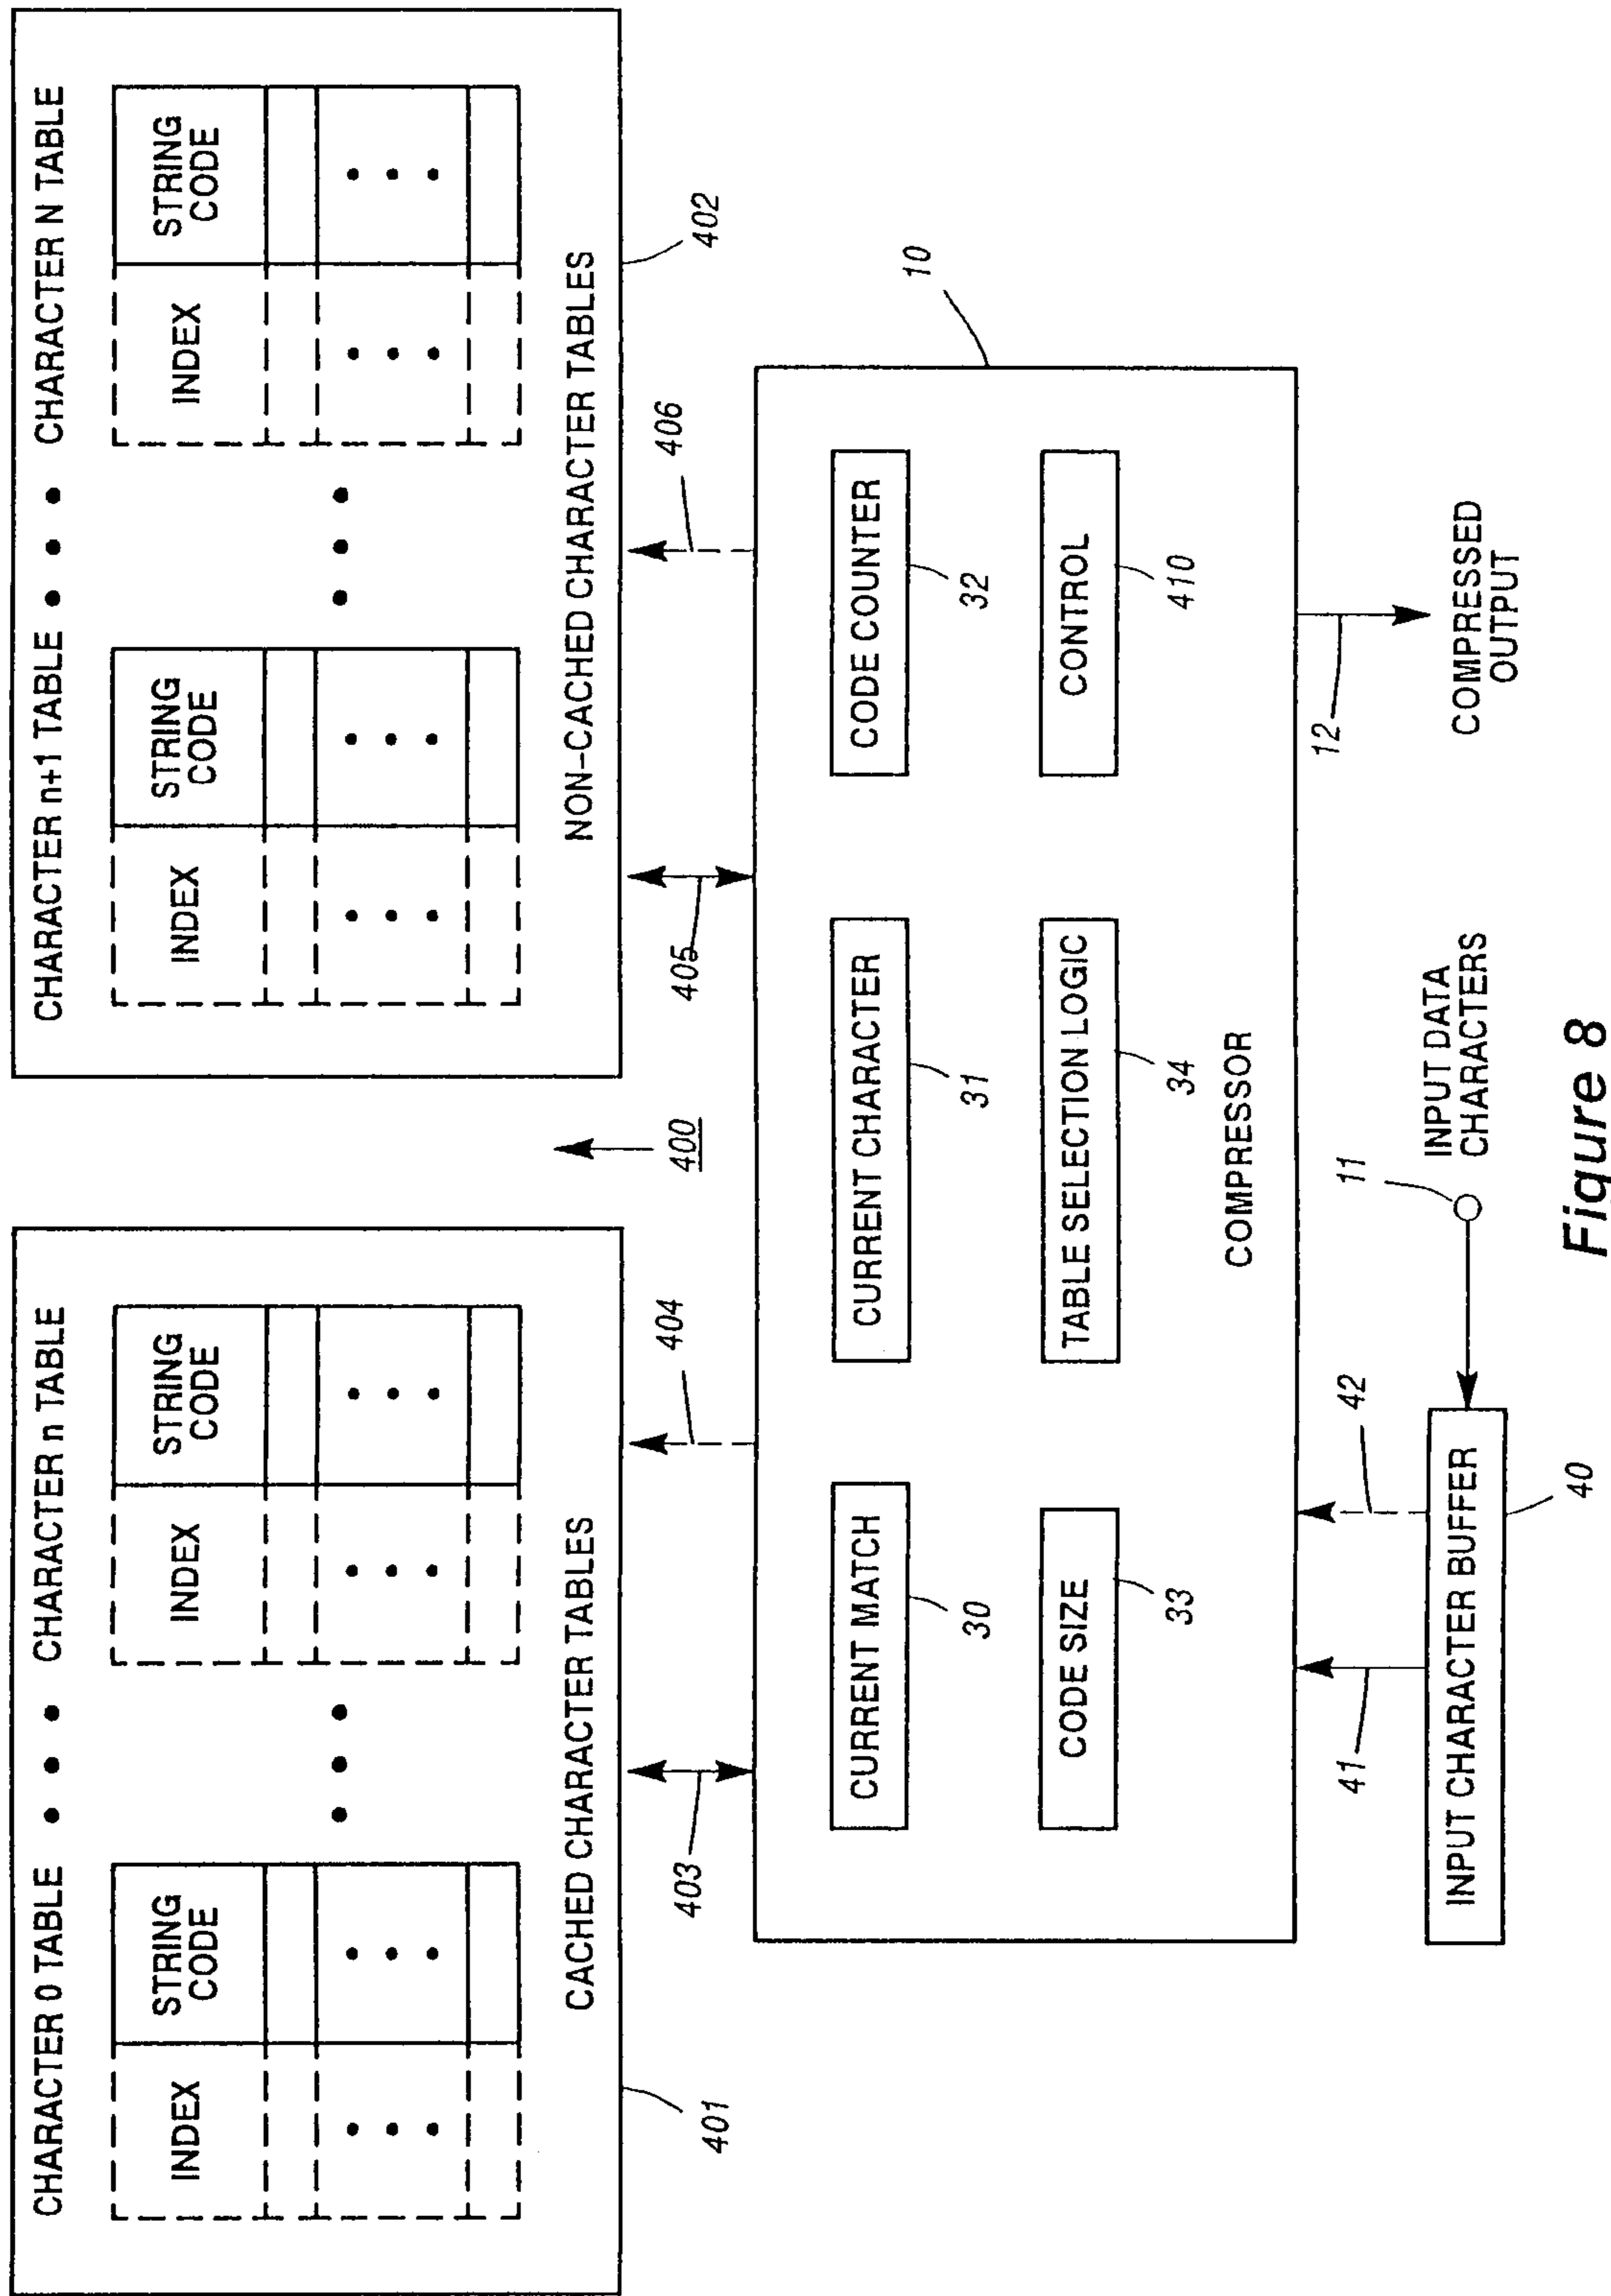 CHARACTER 0 TABLE
CHARACTER n TABLE
INDEX
STRING
CODE
INDEX
STRING
CODE
CACHED CHARACTER TABLES
401
403
404
400
CHARACTER n+1 TABLE
CHARACTER N TABLE
INDEX
STRING
CODE
INDEX
STRING
CODE
NON-CACHED CHARACTER TABLES
405
406
402
10
CURRENT MATCH
30
CURRENT CHARACTER
31
CODE COUNTER
32
CODE SIZE
33
TABLE SELECTION LOGIC
34
CONTROL
410
COMPRESSOR
41
42
11
12
INPUT CHARACTER BUFFER
40
INPUT DATA
CHARACTERS
COMPRESSED
OUTPUT
Figure 8